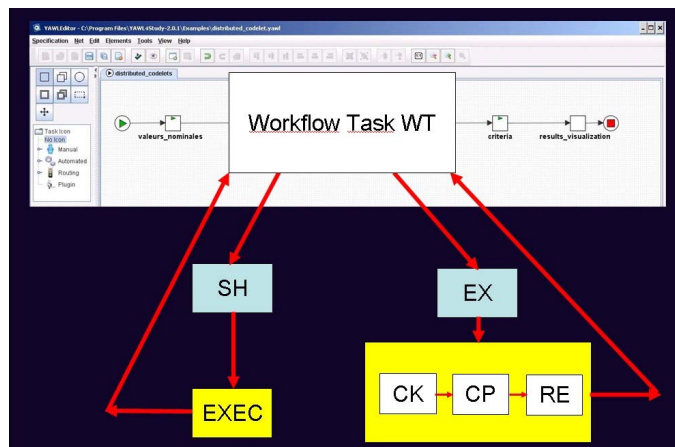 YAWLEditor - C:\Program Files\YAWL4Study-2.0.1\Examples\distributed_codelet.yawl
Specification Net Edit Elements Tools View Help
distributed_codelets
Task Icon
No Icon
Manual
Automated
Routing
Plugin
valeurs_nominales
Workflow Task WT
criteria
results_visualization
SH
EX
CK
CP
RE
EXEC